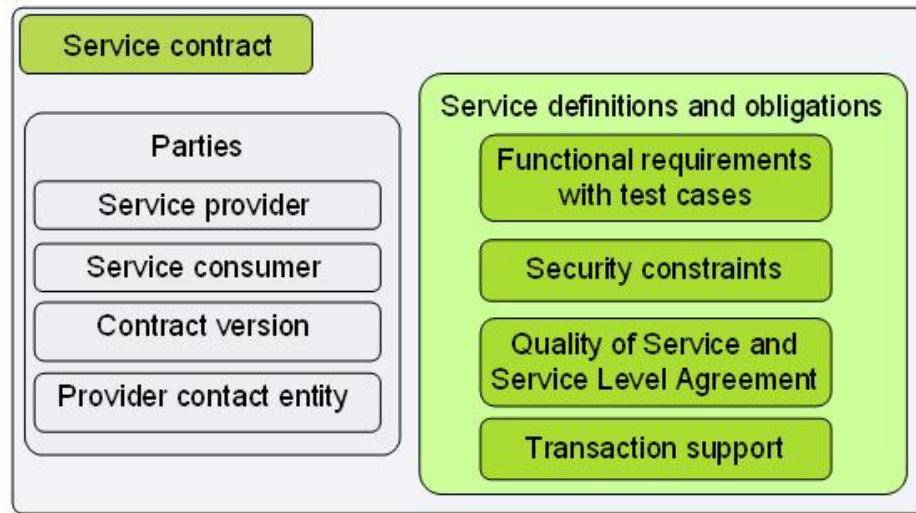 Service contract
Parties
Service provider
Service consumer
Contract version
Provider contact entity
Service definitions and obligations
Functional requirements
with test cases
Security constraints
Quality of Service and
Service Level Agreement
Transaction support